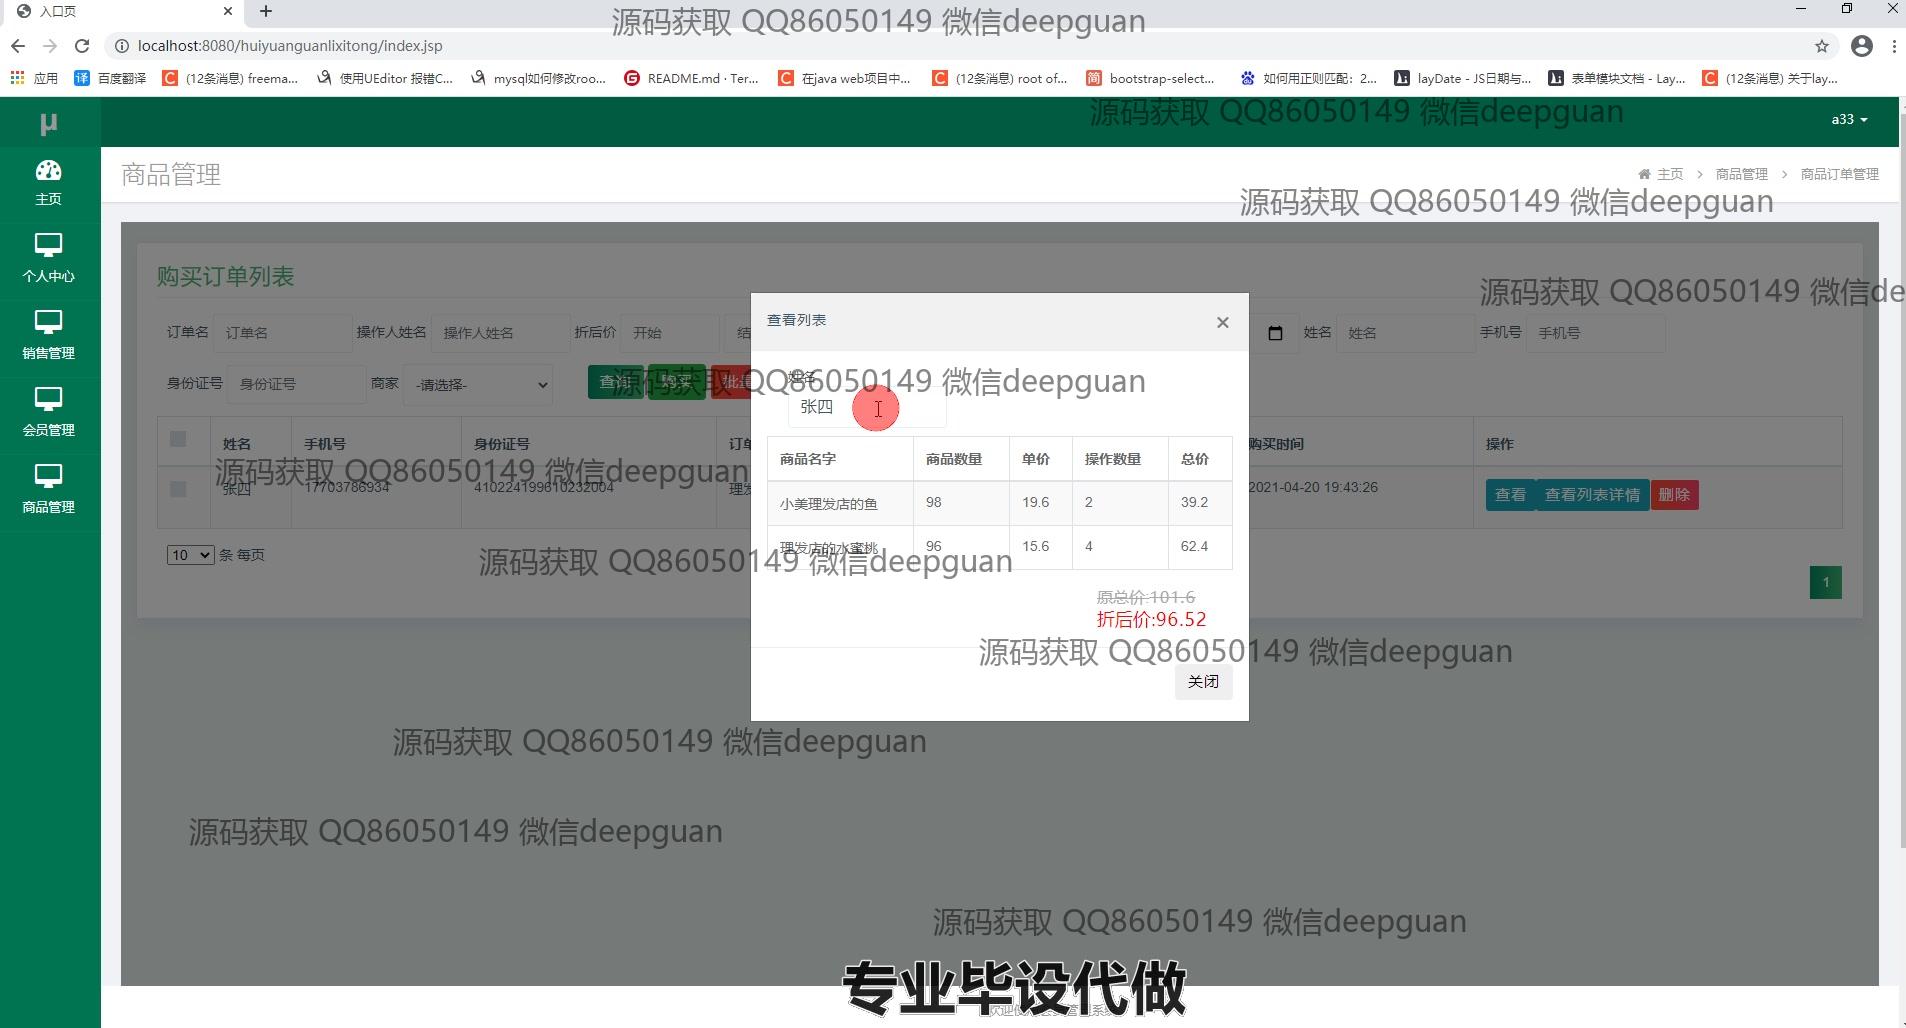 入口页
源码获取 QQ86050149 微信deepguan
localhost:8080/huiyuanguanlixitong/index.jsp
应用 百度翻译 (12条消息) freema... 使用UEditor 报错C... mysql如何修改roo... README.md · Ter... 在java web项目中... (12条消息) root of... bootstrap-select... 如何用正则匹配：2... layDate - JS日期与... 表单模块文档 - Lay... (12条消息) 关于lay...
源码获取 QQ86050149 微信deepguan
μ
a33
主页
商品管理
主页 > 商品管理 > 商品订单管理
源码获取 QQ86050149 微信deepguan
个人中心
购买订单列表
源码获取 QQ86050149 微信de
查看列表 ×
订单名 订单名 操作人姓名 操作人姓名 折后价 开始 结 姓名 姓名 手机号 手机号
销售管理
身份证号 身份证号 商家 -请选择- 查询 购买 批量
姓名
源码获取 QQ86050149 微信deepguan
张四
会员管理
姓名 手机号 身份证号 订单 购买时间 操作
商品名字 商品数量 单价 操作数量 总价
源码获取 QQ86050149 微信deepguan
张四 17703786934 410224199610232004 理发 2021-04-20 19:43:26 查看 查看列表详情 删除
小美理发店的鱼 98 19.6 2 39.2
商品管理
理发店的水蜜桃 96 15.6 4 62.4
10 条 每页
源码获取 QQ86050149 微信deepguan
1
原总价:101.6
折后价:96.52
源码获取 QQ86050149 微信deepguan
关闭
源码获取 QQ86050149 微信deepguan
源码获取 QQ86050149 微信deepguan
源码获取 QQ86050149 微信deepguan
专业毕设代做